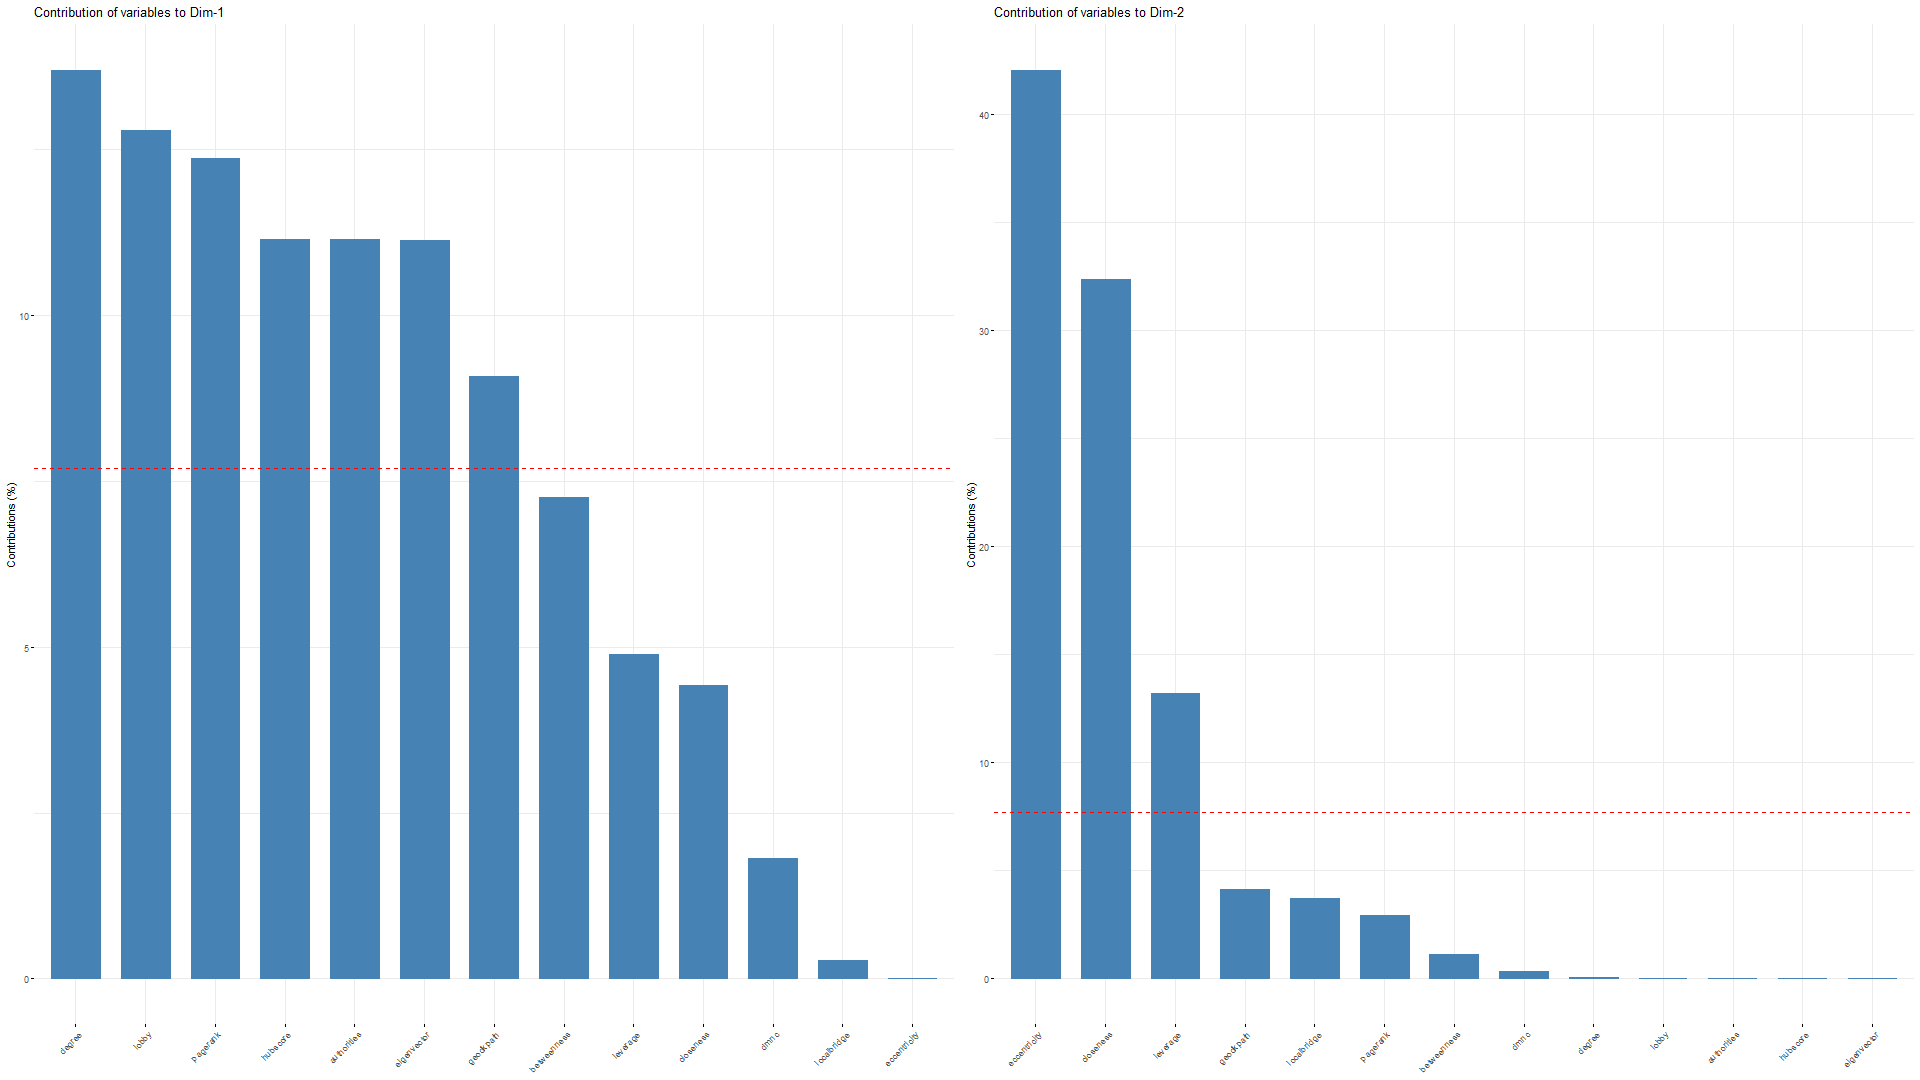 Contribution of variables to Dim-1
Contributions (%)
10
5
0
degree
lobby
pagerank
hubscore
authorities
eigenvector
geodkpath
betweenness
leverage
closeness
dmnc
localbridge
eccentricity
Contribution of variables to Dim-2
Contributions (%)
40
30
20
10
0
eccentricity
closeness
leverage
geodkpath
localbridge
pagerank
betweenness
dmnc
degree
lobby
authorities
hubscore
eigenvector